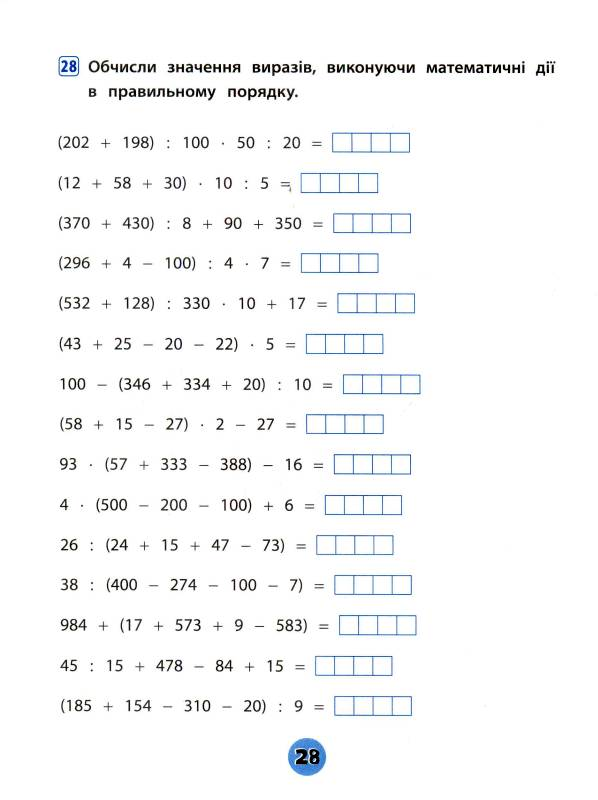 28 Обчисли значення виразів, виконуючи математичні дії
в правильному порядку.
(202 + 198) : 100 · 50 : 20 =
(12 + 58 + 30) · 10 : 5 =
(370 + 430) : 8 + 90 + 350 =
(296 + 4 − 100) : 4 · 7 =
(532 + 128) : 330 · 10 + 17 =
(43 + 25 − 20 − 22) · 5 =
100 − (346 + 334 + 20) : 10 =
(58 + 15 − 27) · 2 − 27 =
93 · (57 + 333 − 388) − 16 =
4 · (500 − 200 − 100) + 6 =
26 : (24 + 15 + 47 − 73) =
38 : (400 − 274 − 100 − 7) =
984 + (17 + 573 + 9 − 583) =
45 : 15 + 478 − 84 + 15 =
(185 + 154 − 310 − 20) : 9 =
28